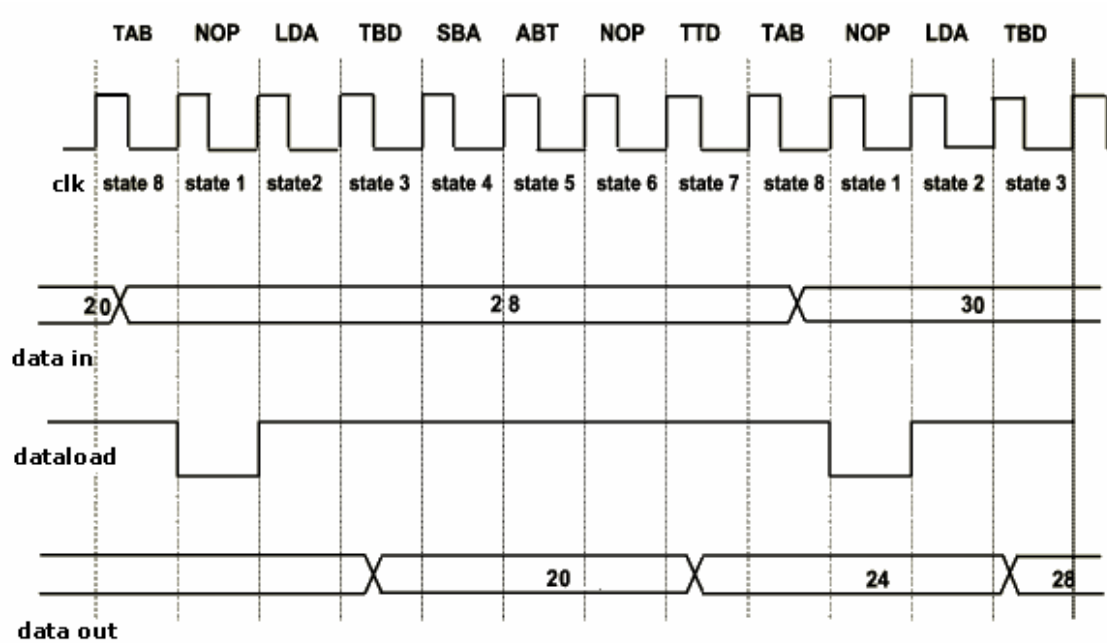 TAB NOP LDA TBD SBA ABT NOP TTD TAB NOP LDA TBD
clk state 8 state 1 state2 state 3 state 4 state 5 state 6 state 7 state 8 state 1 state 2 state 3
20 28 30
data in
dataload
20 24 28
data out